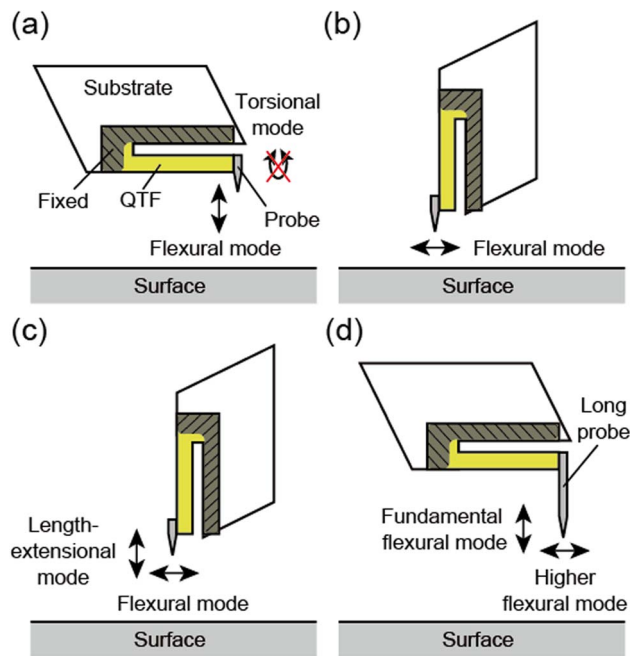 (a)
Substrate
Torsional
mode
Fixed
QTF
Probe
Flexural mode
Surface
(b)
Flexural mode
Surface
(c)
Length-
extensional
mode
Flexural mode
Surface
(d)
Long
probe
Fundamental
flexural mode
Higher
flexural mode
Surface